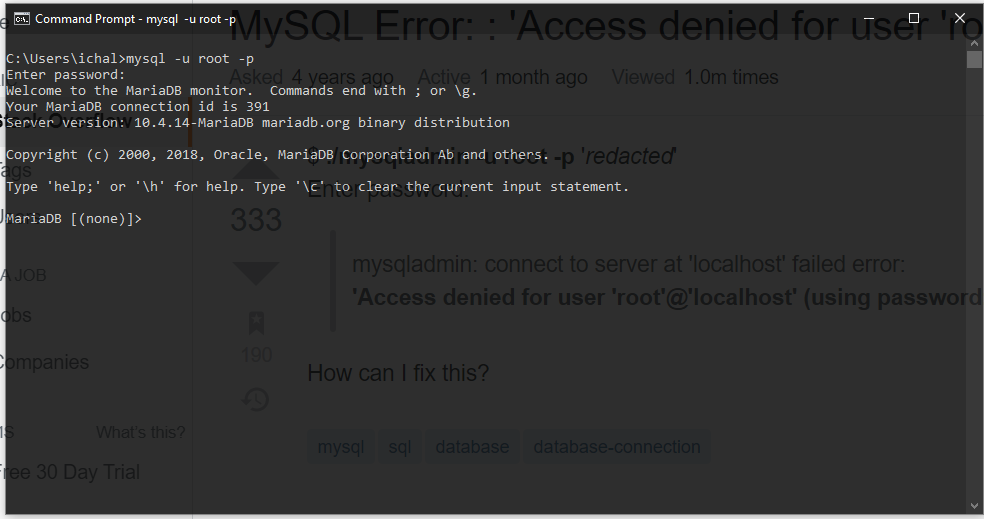 Command Prompt - mysql -u root -p
MySQL Error: : 'Access denied for user 'ro
C:\Users\ichal>mysql -u root -p
Enter password:
Asked 4 years ago Active 1 month ago Viewed 1.0m times
Welcome to the MariaDB monitor. Commands end with ; or \g.
Your MariaDB connection id is 391
Server version: 10.4.14-MariaDB mariadb.org binary distribution
Copyright (c) 2000, 2018, Oracle, MariaDB Corporation Ab and others.
$ ./mysqladmin -u root -p 'redacted'
Type 'help;' or '\h' for help. Type '\c' to clear the current input statement.
Enter password:
MariaDB [(none)]>
333
mysqladmin: connect to server at 'localhost' failed error:
'Access denied for user 'root'@'localhost' (using password
190
How can I fix this?
mysql sql database database-connection
A JOB
obs
Companies
What's this?
Free 30 Day Trial